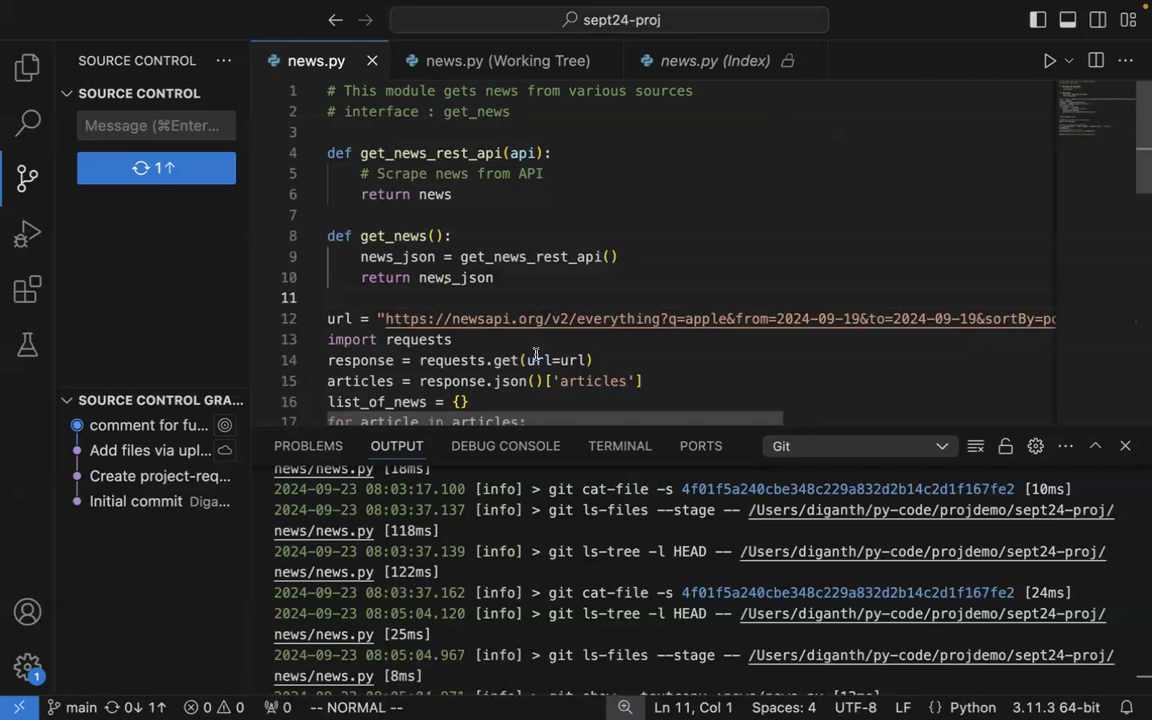 sept24-proj
SOURCE CONTROL
news.py
news.py (Working Tree)
news.py (Index)
SOURCE CONTROL
Message (⌘Enter...
1↑
1 # This module gets news from various sources
2 # interface : get_news
3
4 def get_news_rest_api(api):
5 # Scrape news from API
6 return news
7
8 def get_news():
9 news_json = get_news_rest_api()
10 return news_json
11
12 url = "https://newsapi.org/v2/everything?q=apple&from=2024-09-19&to=2024-09-19&sortBy=po
13 import requests
14 response = requests.get(url=url)
15 articles = response.json()['articles']
16 list_of_news = {}
17 for article in articles:
SOURCE CONTROL GRA...
comment for fu...
Add files via upl...
Create project-req...
Initial commit Diga...
PROBLEMS OUTPUT DEBUG CONSOLE TERMINAL PORTS Git
news/news.py [18ms]
2024-09-23 08:03:17.100 [info] > git cat-file -s 4f01f5a240cbe348c229a832d2b14c2d1f167fe2 [10ms]
2024-09-23 08:03:37.137 [info] > git ls-files --stage -- /Users/diganth/py-code/projdemo/sept24-proj/
news/news.py [118ms]
2024-09-23 08:03:37.139 [info] > git ls-tree -l HEAD -- /Users/diganth/py-code/projdemo/sept24-proj/
news/news.py [122ms]
2024-09-23 08:03:37.162 [info] > git cat-file -s 4f01f5a240cbe348c229a832d2b14c2d1f167fe2 [24ms]
2024-09-23 08:05:04.120 [info] > git ls-tree -l HEAD -- /Users/diganth/py-code/projdemo/sept24-proj/
news/news.py [25ms]
2024-09-23 08:05:04.967 [info] > git ls-files --stage -- /Users/diganth/py-code/projdemo/sept24-proj/
news/news.py [8ms]
1
main 0↓ 1↑ 0 0 0 -- NORMAL -- Ln 11, Col 1 Spaces: 4 UTF-8 LF {} Python 3.11.3 64-bit